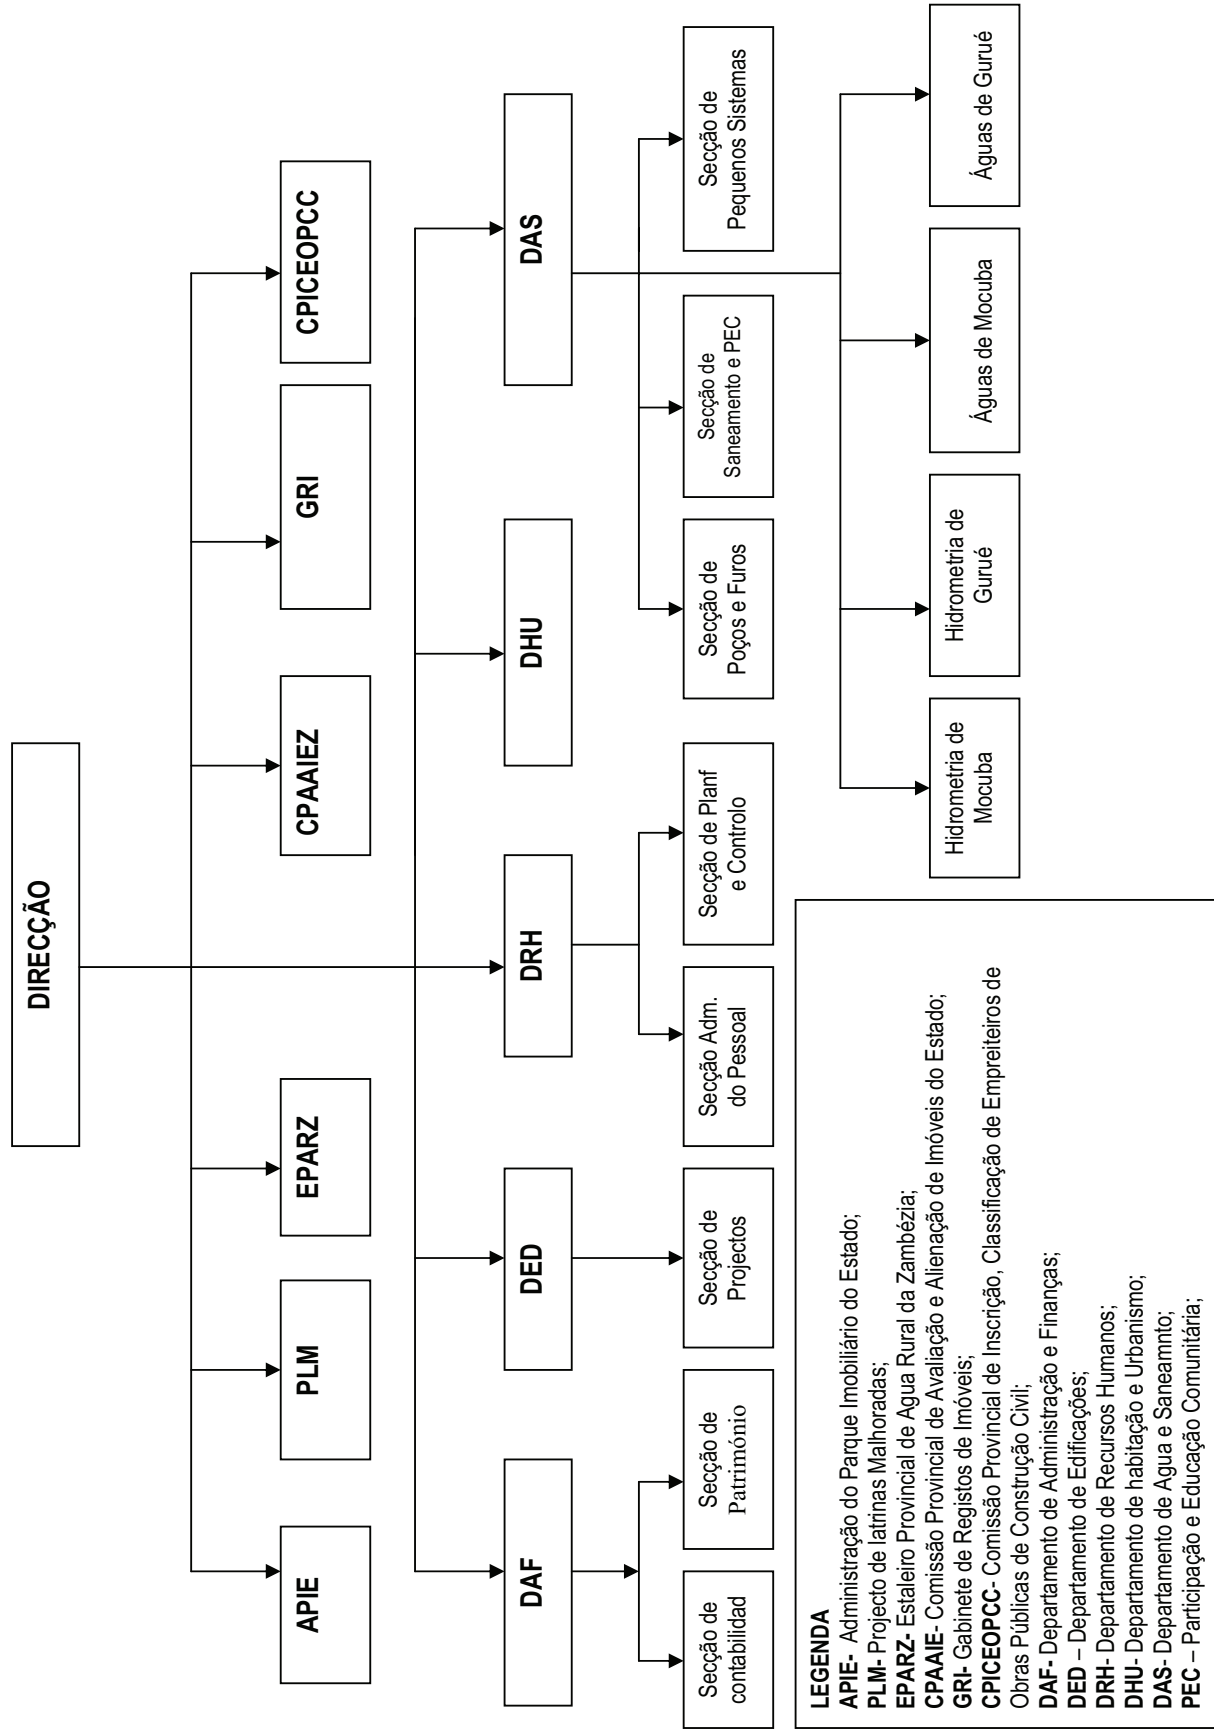 DIRECÇÃO
APIE
PLM
EPARZ
CPAAIEZ
GRI
CPICEOPCC
DAF
DED
DRH
DHU
DAS
Secção de
contabilidad
Secção de
Património
Secção de
Projectos
Secção Adm.
do Pessoal
Secção de Planf
e Controlo
Secção de
Poços e Furos
Secção de
Saneamento e PEC
Secção de
Pequenos Sistemas
Hidrometria de
Mocuba
Hidrometria de
Gurué
Águas de Mocuba
Águas de Gurué
LEGENDA
APIE- Administração do Parque Imobiliário do Estado;
PLM- Projecto de latrinas Malhoradas;
EPARZ- Estaleiro Provincial de Agua Rural da Zambézia;
CPAAIE- Comissão Provincial de Avaliação e Alienação de Imóveis do Estado;
GRI- Gabinete de Registos de Imóveis;
CPICEOPCC- Comissão Provincial de Inscrição, Classificação de Empreiteiros de
Obras Públicas de Construção Civil;
DAF- Departamento de Administração e Finanças;
DED – Departamento de Edificações;
DRH- Departamento de Recursos Humanos;
DHU- Departamento de habitação e Urbanismo;
DAS- Departamento de Agua e Saneamnto;
PEC – Participação e Educação Comunitária;